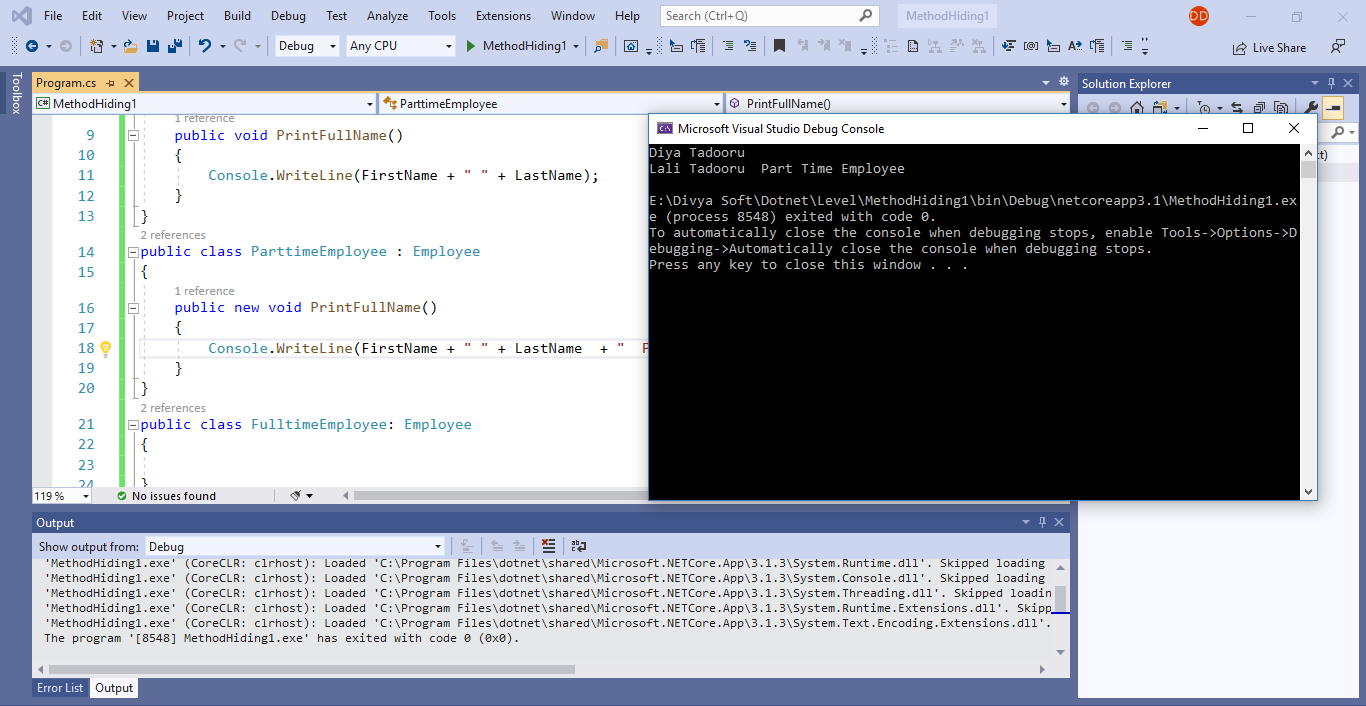 File Edit View Project Build Debug Test Analyze Tools Extensions Window Help Search (Ctrl+Q) MethodHiding1 DD
Debug Any CPU MethodHiding1 Live Share
Toolbox
Program.cs
MethodHiding1 ParttimeEmployee PrintFullName()
1 reference
9 public void PrintFullName()
10 {
11 Console.WriteLine(FirstName + " " + LastName);
12 }
13 }
2 references
14 public class ParttimeEmployee : Employee
15 {
1 reference
16 public new void PrintFullName()
17 {
18 Console.WriteLine(FirstName + " " + LastName  + "  P
19 }
20 }
2 references
21 public class FulltimeEmployee: Employee
22 {
23
24 }
119 % No issues found
Solution Explorer
ct)
Microsoft Visual Studio Debug Console
Diya Tadooru
Lali Tadooru  Part Time Employee
E:\Divya Soft\Dotnet\Level\MethodHiding1\bin\Debug\netcoreapp3.1\MethodHiding1.ex
e (process 8548) exited with code 0.
To automatically close the console when debugging stops, enable Tools->Options->D
ebugging->Automatically close the console when debugging stops.
Press any key to close this window . . .
Output
Show output from: Debug
'MethodHiding1.exe' (CoreCLR: clrhost): Loaded 'C:\Program Files\dotnet\shared\Microsoft.NETCore.App\3.1.3\System.Runtime.dll'. Skipped loading
'MethodHiding1.exe' (CoreCLR: clrhost): Loaded 'C:\Program Files\dotnet\shared\Microsoft.NETCore.App\3.1.3\System.Console.dll'. Skipped loading
'MethodHiding1.exe' (CoreCLR: clrhost): Loaded 'C:\Program Files\dotnet\shared\Microsoft.NETCore.App\3.1.3\System.Threading.dll'. Skipped loadin
'MethodHiding1.exe' (CoreCLR: clrhost): Loaded 'C:\Program Files\dotnet\shared\Microsoft.NETCore.App\3.1.3\System.Runtime.Extensions.dll'. Skipp
'MethodHiding1.exe' (CoreCLR: clrhost): Loaded 'C:\Program Files\dotnet\shared\Microsoft.NETCore.App\3.1.3\System.Text.Encoding.Extensions.dll'.
The program '[8548] MethodHiding1.exe' has exited with code 0 (0x0).
Error List Output